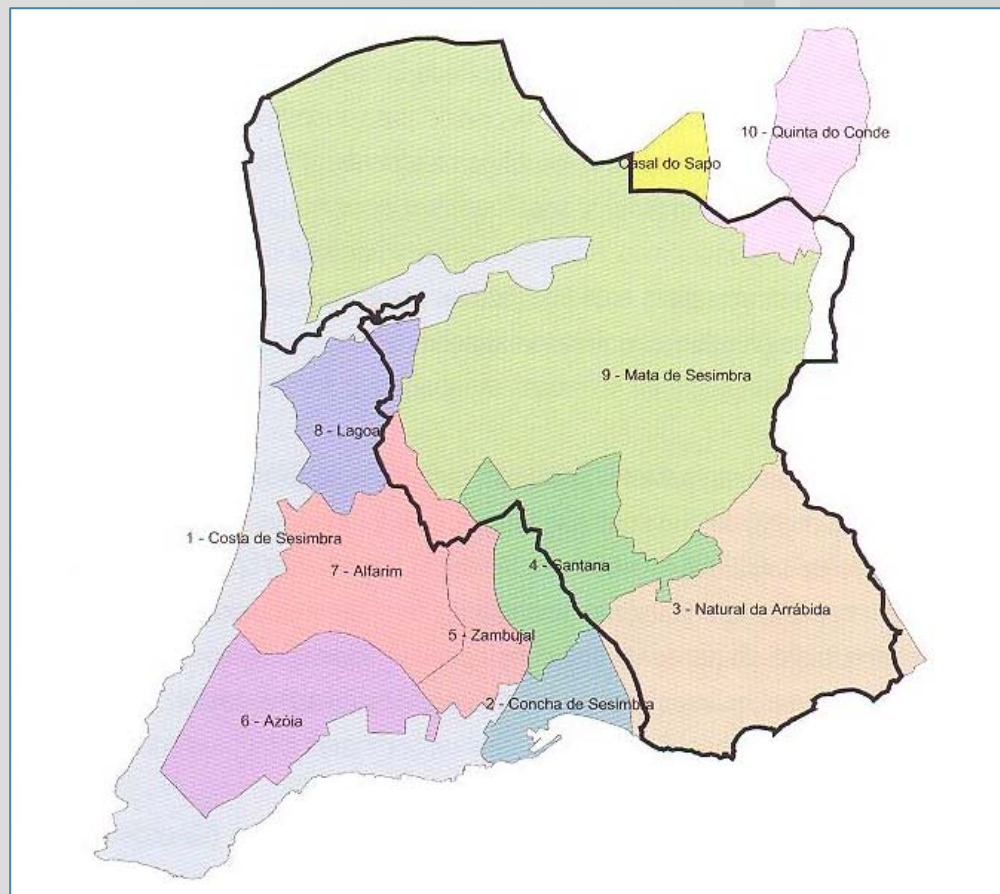 10 - Quinta do Conde
Casal do Sapo
9 - Mata de Sesimbra
8 - Lagoa
1 - Costa de Sesimbra
7 - Alfarim
4 - Santana
3 - Natural da Arrábida
5 - Zambujal
2 - Concha de Sesimbra
6 - Azóia